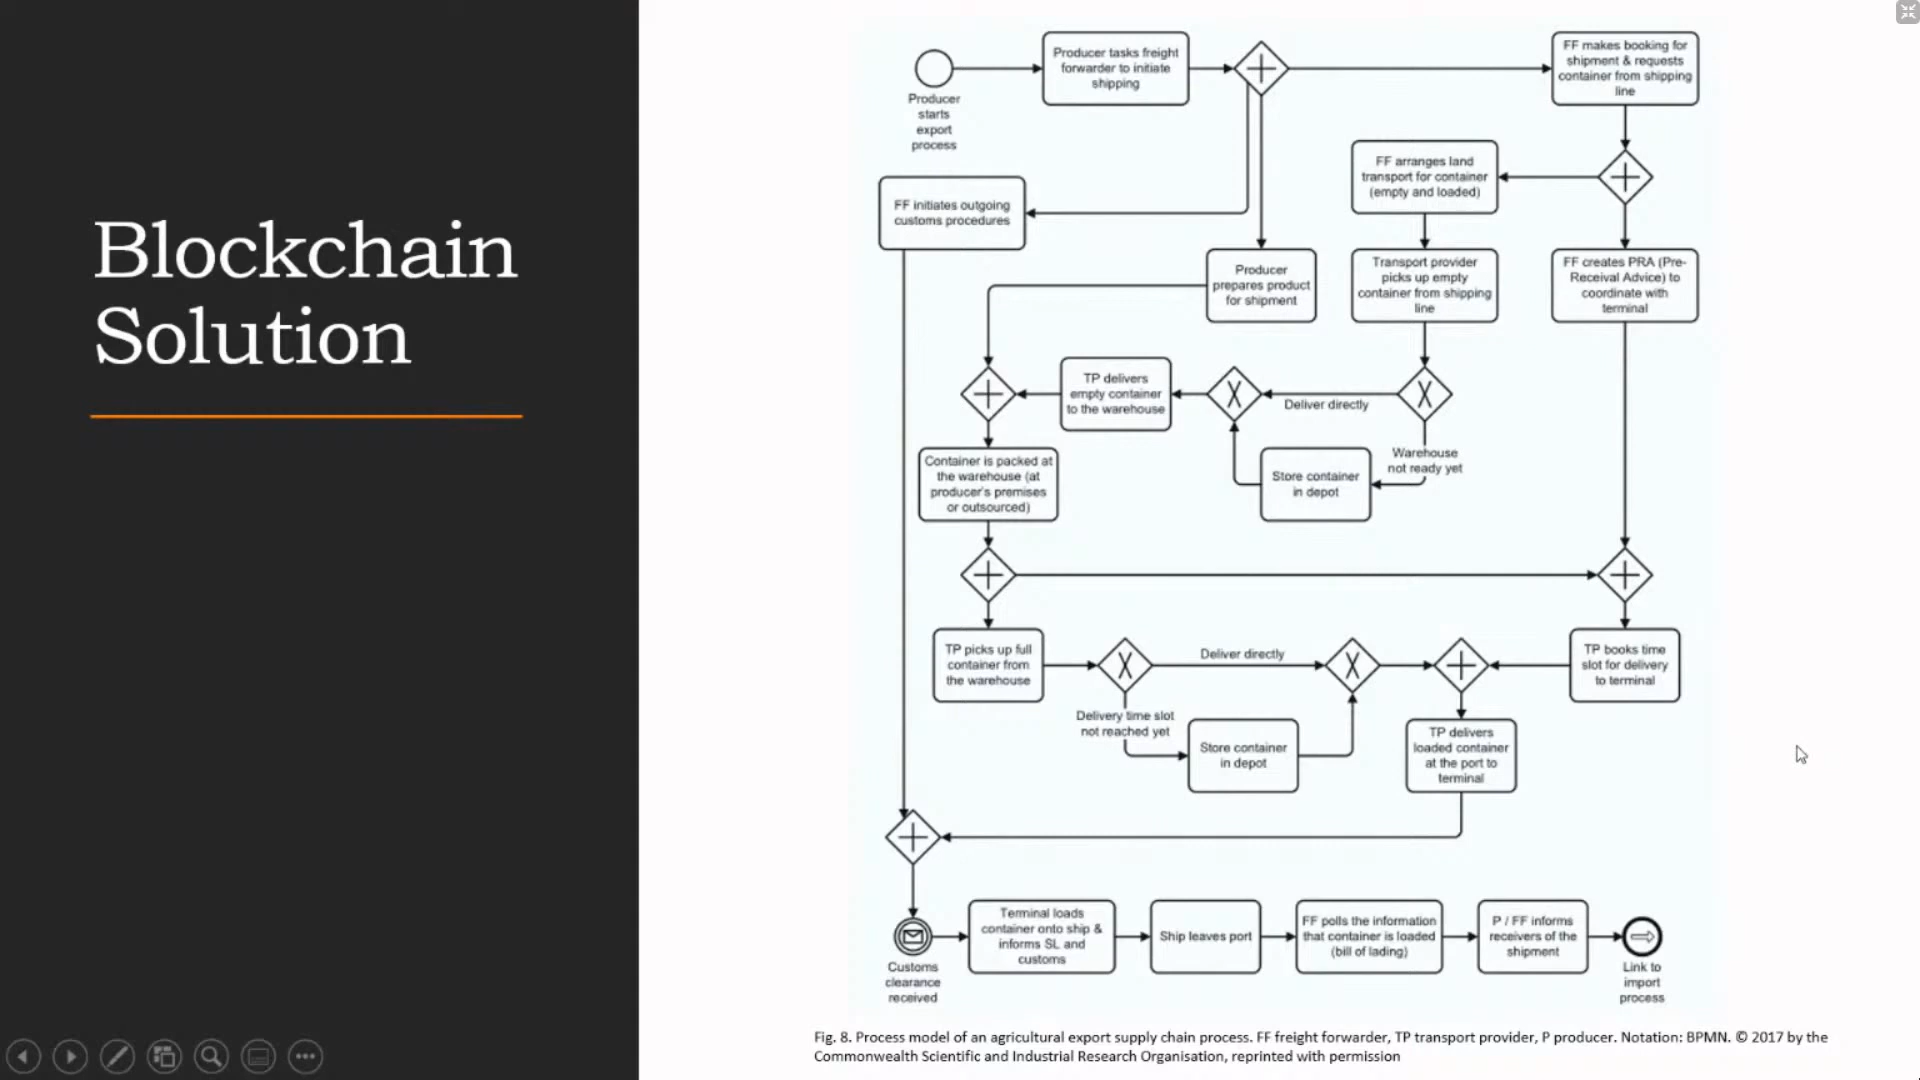 Blockchain
Solution
Producer
starts
export
process
Producer tasks freight
forwarder to initiate
shipping
FF makes booking for
shipment & requests
container from shipping
line
FF arranges land
transport for container
(empty and loaded)
FF initiates outgoing
customs procedures
Producer
prepares product
for shipment
Transport provider
picks up empty
container from shipping
line
FF creates PRA (Pre-
Receival Advice) to
coordinate with
terminal
TP delivers
empty container
to the warehouse
Deliver directly
Warehouse
not ready yet
Store container
in depot
Container is packed at
the warehouse (at
producer's premises
or outsourced)
TP picks up full
container from
the warehouse
Deliver directly
TP books time
slot for delivery
to terminal
Delivery time slot
not reached yet
Store container
in depot
TP delivers
loaded container
at the port to
terminal
Customs
clearance
received
Terminal loads
container onto ship &
informs SL and
customs
Ship leaves port
FF polls the information
that container is loaded
(bill of lading)
P / FF informs
receivers of the
shipment
Link to
import
process
Fig. 8. Process model of an agricultural export supply chain process. FF freight forwarder, TP transport provider, P producer. Notation: BPMN. © 2017 by the
Commonwealth Scientific and Industrial Research Organisation, reprinted with permission